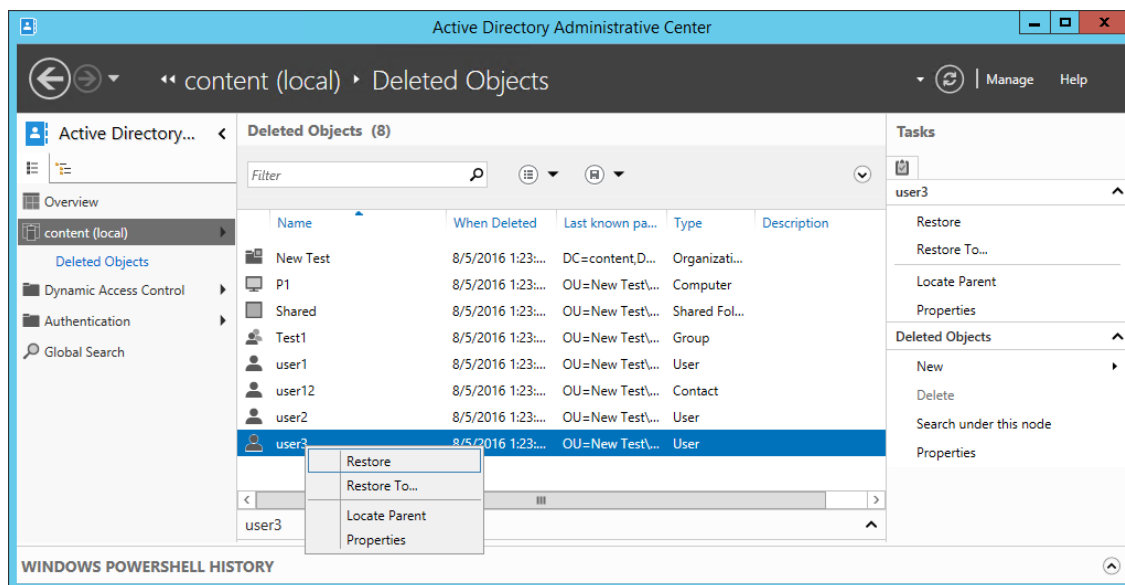 Active Directory Administrative Center
content (local) Deleted Objects
Manage Help
Active Directory...
Overview
content (local)
Deleted Objects
Dynamic Access Control
Authentication
Global Search
Deleted Objects (8)
Filter
Name When Deleted Last known pa... Type Description
New Test 8/5/2016 1:23:... DC=content,D... Organizati...
P1 8/5/2016 1:23:... OU=New Test\... Computer
Shared 8/5/2016 1:23:... OU=New Test\... Shared Fol...
Test1 8/5/2016 1:23:... OU=New Test\... Group
user1 8/5/2016 1:23:... OU=New Test\... User
user12 8/5/2016 1:23:... OU=New Test\... Contact
user2 8/5/2016 1:23:... OU=New Test\... User
user3 8/5/2016 1:23:... OU=New Test\... User
Restore
Restore To...
Locate Parent
Properties
user3
Tasks
user3
Restore
Restore To...
Locate Parent
Properties
Deleted Objects
New
Delete
Search under this node
Properties
WINDOWS POWERSHELL HISTORY